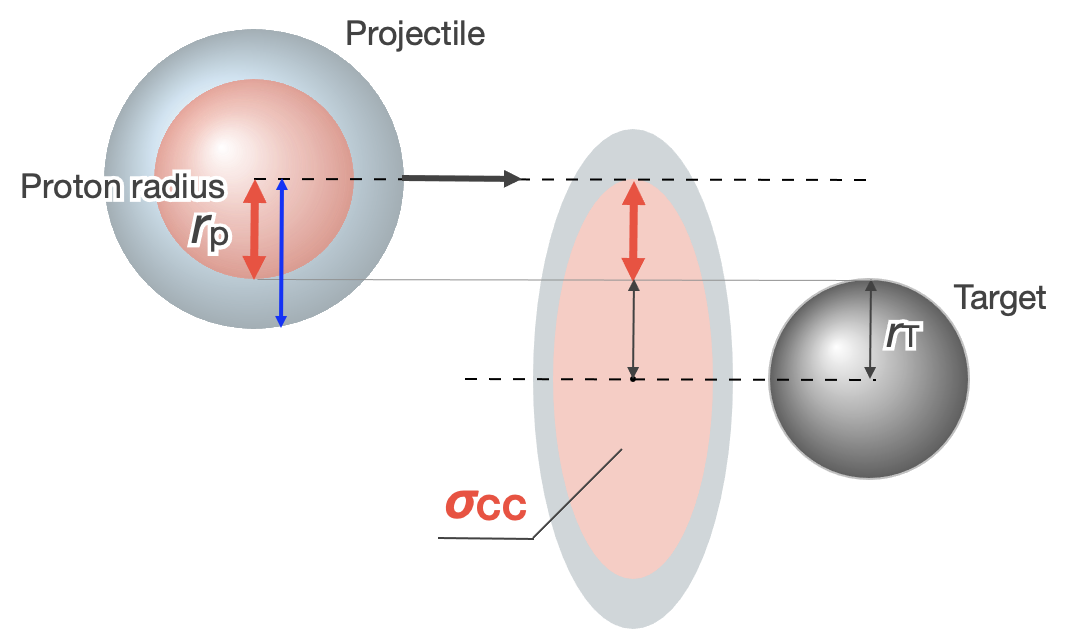 Projectile
Proton radius
rp
Target
rT
σCC